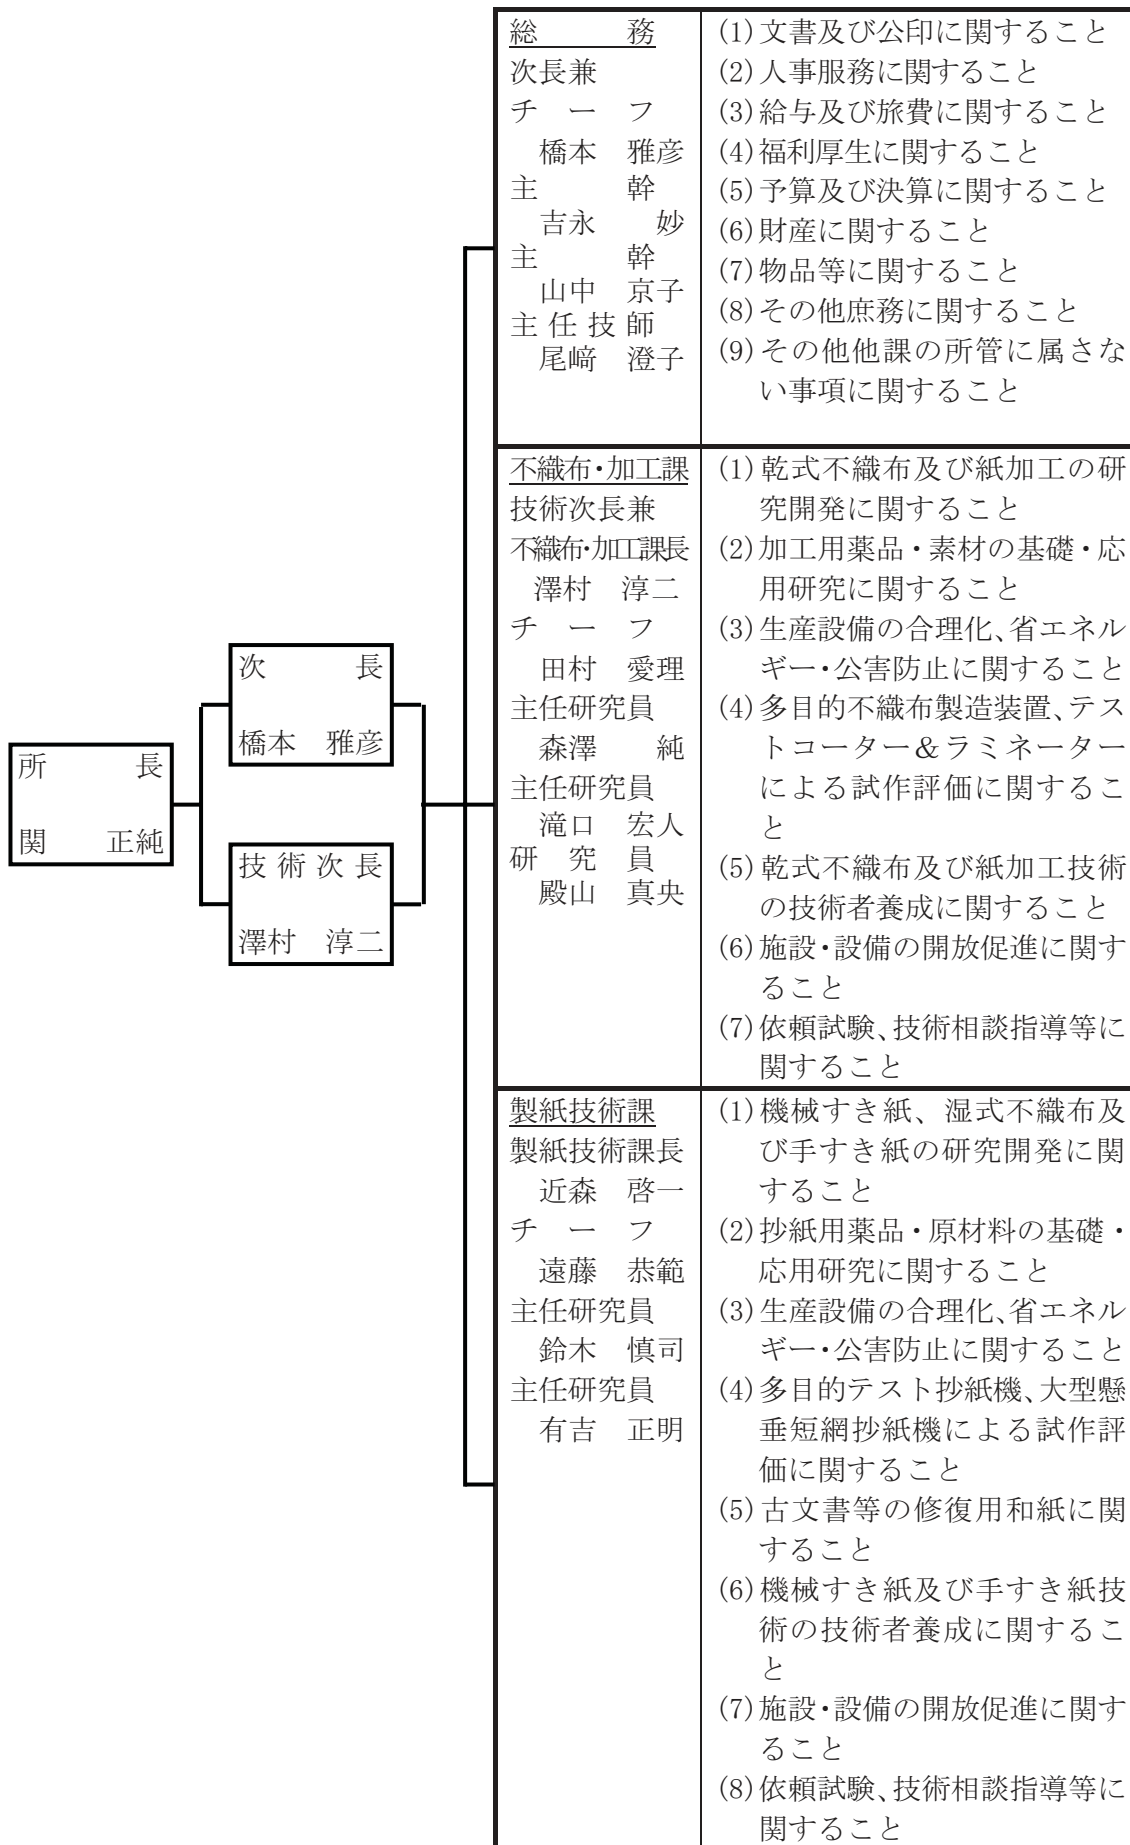 所　　長
関　正純
次　　長
橋本　雅彦
技術次長
澤村　淳二
総　　務
次長兼
チーフ
橋本　雅彦
主　　幹
吉永　妙
主　　幹
山中　京子
主任技師
尾﨑　澄子
(1)文書及び公印に関すること
(2)人事服務に関すること
(3)給与及び旅費に関すること
(4)福利厚生に関すること
(5)予算及び決算に関すること
(6)財産に関すること
(7)物品等に関すること
(8)その他庶務に関すること
(9)その他他課の所管に属さな
い事項に関すること
不織布・加工課
技術次長兼
不織布・加工課長
澤村　淳二
チーフ
田村　愛理
主任研究員
森澤　純
主任研究員
滝口　宏人
研究員
殿山　真央
(1)乾式不織布及び紙加工の研
究開発に関すること
(2)加工用薬品・素材の基礎・応
用研究に関すること
(3)生産設備の合理化、省エネル
ギー・公害防止に関すること
(4)多目的不織布製造装置、テス
トコーター＆ラミネーター
による試作評価に関するこ
と
(5)乾式不織布及び紙加工技術
の技術者養成に関すること
(6)施設・設備の開放促進に関す
ること
(7)依頼試験、技術相談指導等に
関すること
製紙技術課
製紙技術課長
近森　啓一
チーフ
遠藤　恭範
主任研究員
鈴木　慎司
主任研究員
有吉　正明
(1)機械すき紙、湿式不織布及
び手すき紙の研究開発に関
すること
(2)抄紙用薬品・原材料の基礎・
応用研究に関すること
(3)生産設備の合理化、省エネル
ギー・公害防止に関すること
(4)多目的テスト抄紙機、大型懸
垂短網抄紙機による試作評
価に関すること
(5)古文書等の修復用和紙に関
すること
(6)機械すき紙及び手すき紙技
術の技術者養成に関するこ
と
(7)施設・設備の開放促進に関す
ること
(8)依頼試験、技術相談指導等に
関すること